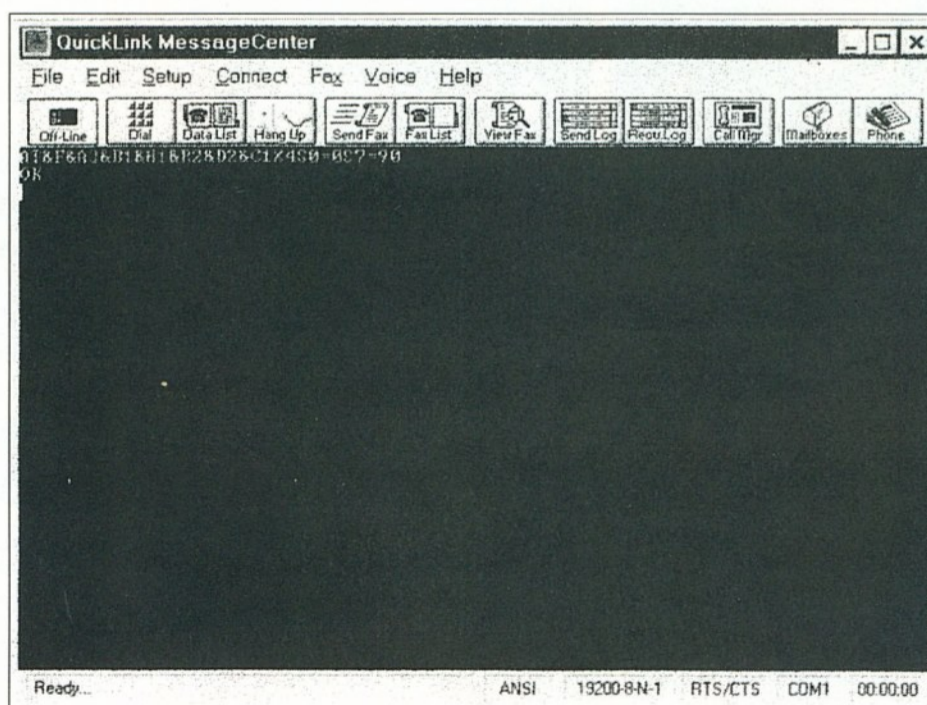 QuickLink MessageCenter
File Edit Setup Connect Fax Voice Help
Off-Line Dial Data List Hang Up Send Fax Fax List View Fax Send Log Recv.Log Call Mgr Mailboxes Phone
OK
Ready... ANSI 19200-8-N-1 RTS/CTS COM1 00:00:00